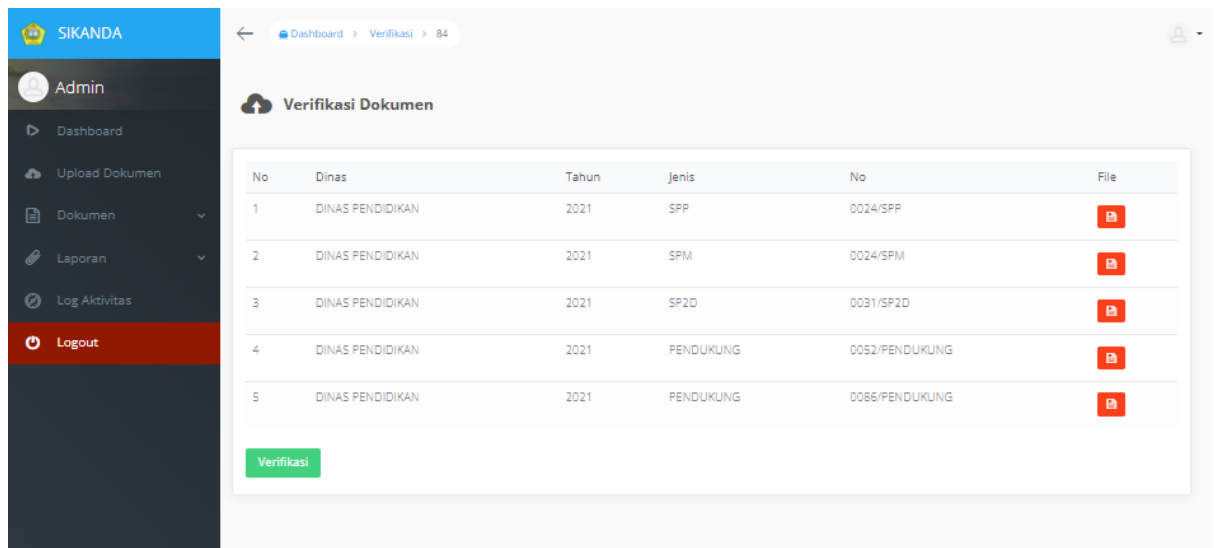 SIKANDA
Dashboard > Verifikasi > 84
Admin
Dashboard
Upload Dokumen
Dokumen
Laporan
Log Aktivitas
Logout
Verifikasi Dokumen
No Dinas Tahun Jenis No File
1 DINAS PENDIDIKAN 2021 SPP 0024/SPP
2 DINAS PENDIDIKAN 2021 SPM 0024/SPM
3 DINAS PENDIDIKAN 2021 SP2D 0031/SP2D
4 DINAS PENDIDIKAN 2021 PENDUKUNG 0052/PENDUKUNG
5 DINAS PENDIDIKAN 2021 PENDUKUNG 0086/PENDUKUNG
Verifikasi